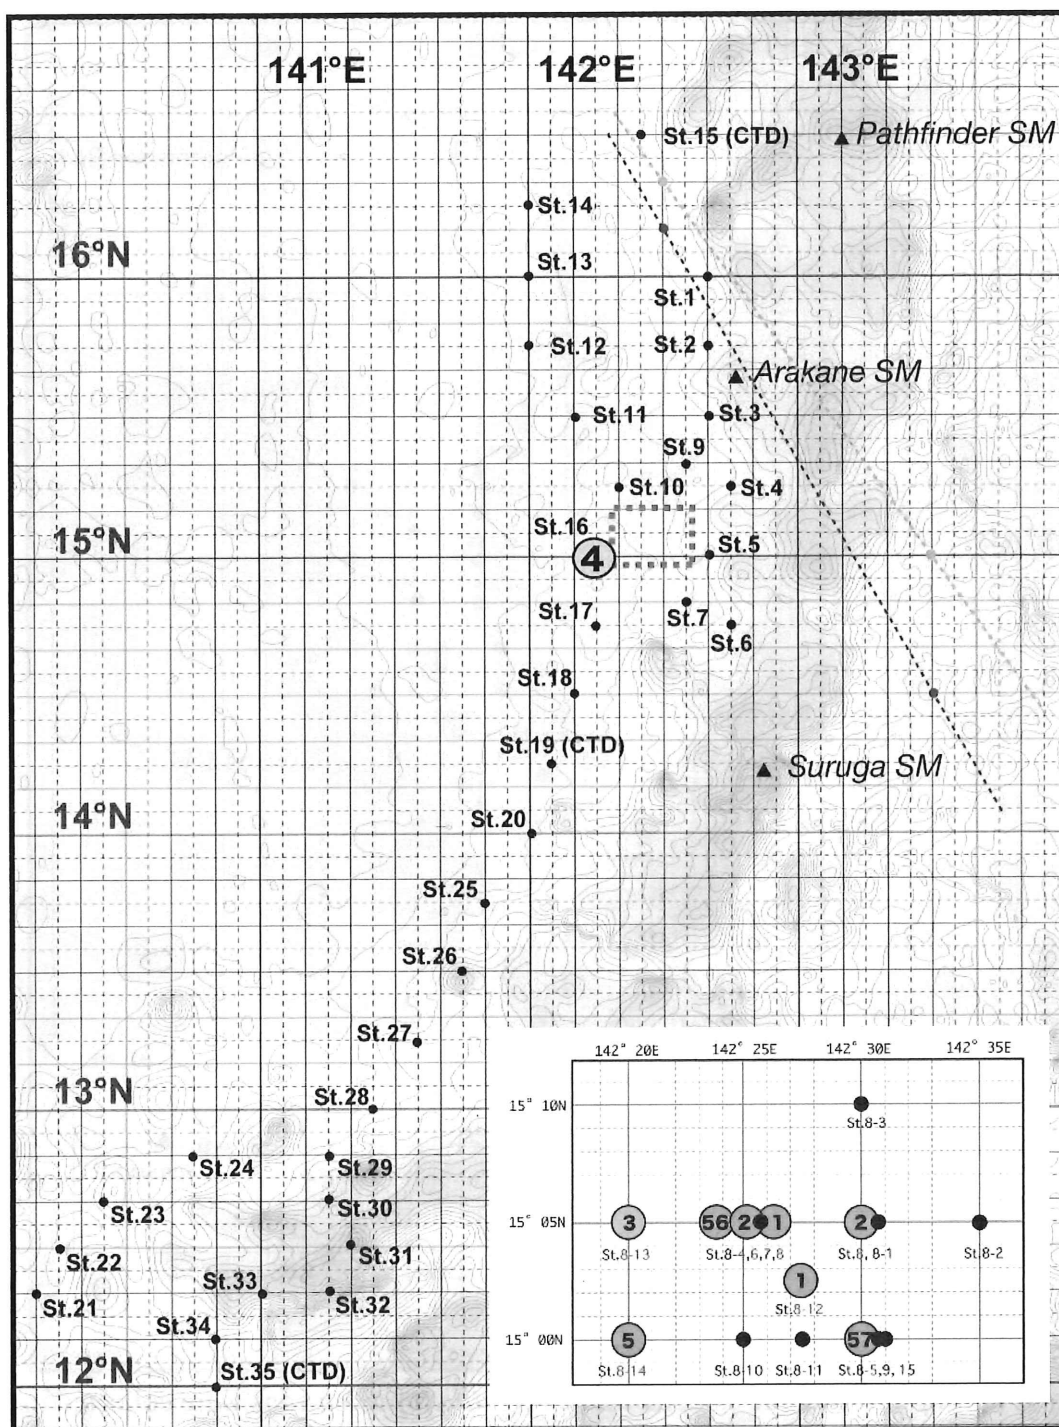 141°E 142°E 143°E
St.15 (CTD) Pathfinder SM
St.14
16°N
St.13
St.1
St.12 St.2
Arakane SM
St.11 St.3
St.9
St.10 St.4
St.16
15°N
4
St.5
St.17 St.7
St.6
St.18
St.19 (CTD)
Suruga SM
14°N
St.20
St.25
St.26
St.27
13°N
St.28
St.24 St.29
St.23 St.30
St.22 St.31
St.21 St.33 St.32
St.34
12°N
St.35 (CTD)
142° 20E 142° 25E 142° 30E 142° 35E
15° 10N
St.8-3
15° 05N
3 56 2 1 2
St.8-13 St.8-4,6,7,8 St.8, 8-1 St.8-2
1
St.8-12
15° 00N
5 57
St.8-14 St.8-10 St.8-11 St.8-5,9, 15